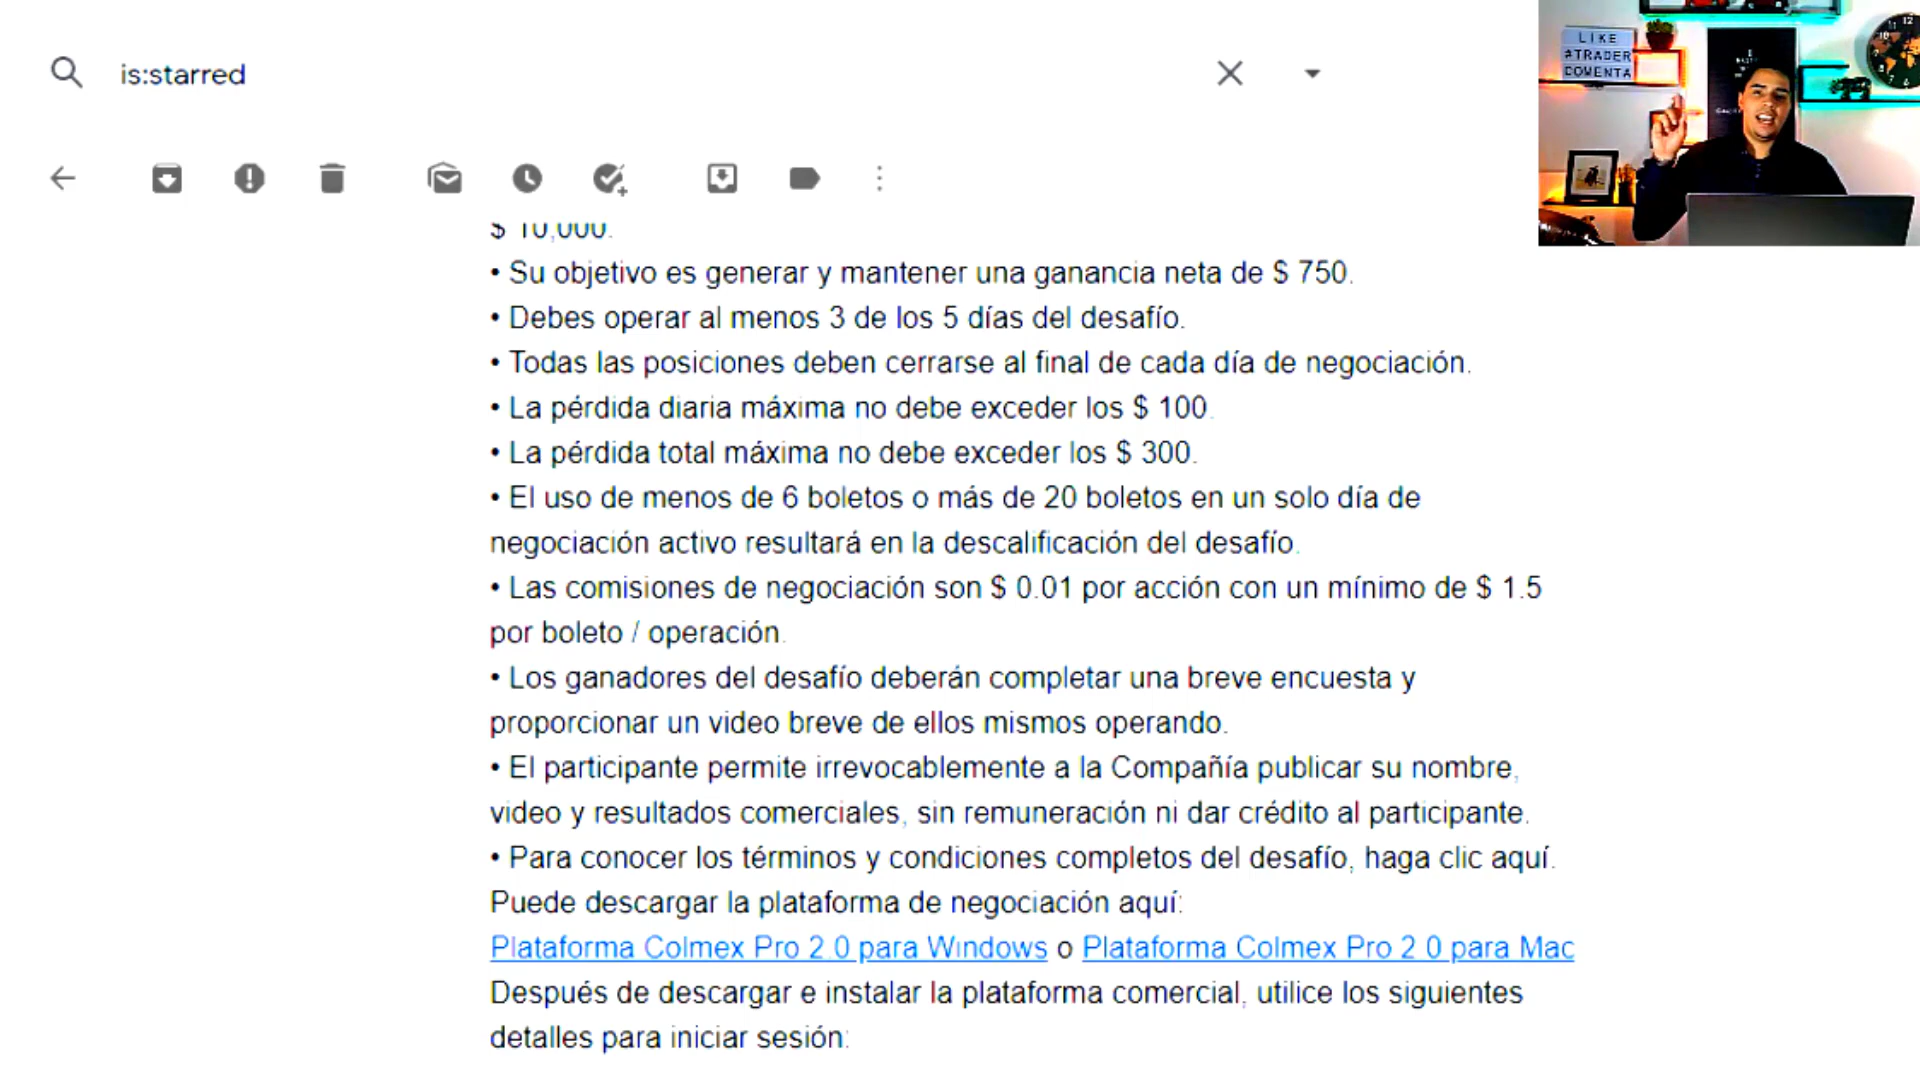 is:starred
LIKE
#TRADER
COMENTA
$ 10,000.
• Su objetivo es generar y mantener una ganancia neta de $ 750.
• Debes operar al menos 3 de los 5 días del desafío.
• Todas las posiciones deben cerrarse al final de cada día de negociación.
• La pérdida diaria máxima no debe exceder los $ 100.
• La pérdida total máxima no debe exceder los $ 300.
• El uso de menos de 6 boletos o más de 20 boletos en un solo día de
negociación activo resultará en la descalificación del desafío.
• Las comisiones de negociación son $ 0.01 por acción con un mínimo de $ 1.5
por boleto / operación.
• Los ganadores del desafío deberán completar una breve encuesta y
proporcionar un video breve de ellos mismos operando.
• El participante permite irrevocablemente a la Compañía publicar su nombre,
video y resultados comerciales, sin remuneración ni dar crédito al participante.
• Para conocer los términos y condiciones completos del desafío, haga clic aquí.
Puede descargar la plataforma de negociación aquí:
Plataforma Colmex Pro 2.0 para Windows o Plataforma Colmex Pro 2.0 para Mac
Después de descargar e instalar la plataforma comercial, utilice los siguientes
detalles para iniciar sesión: